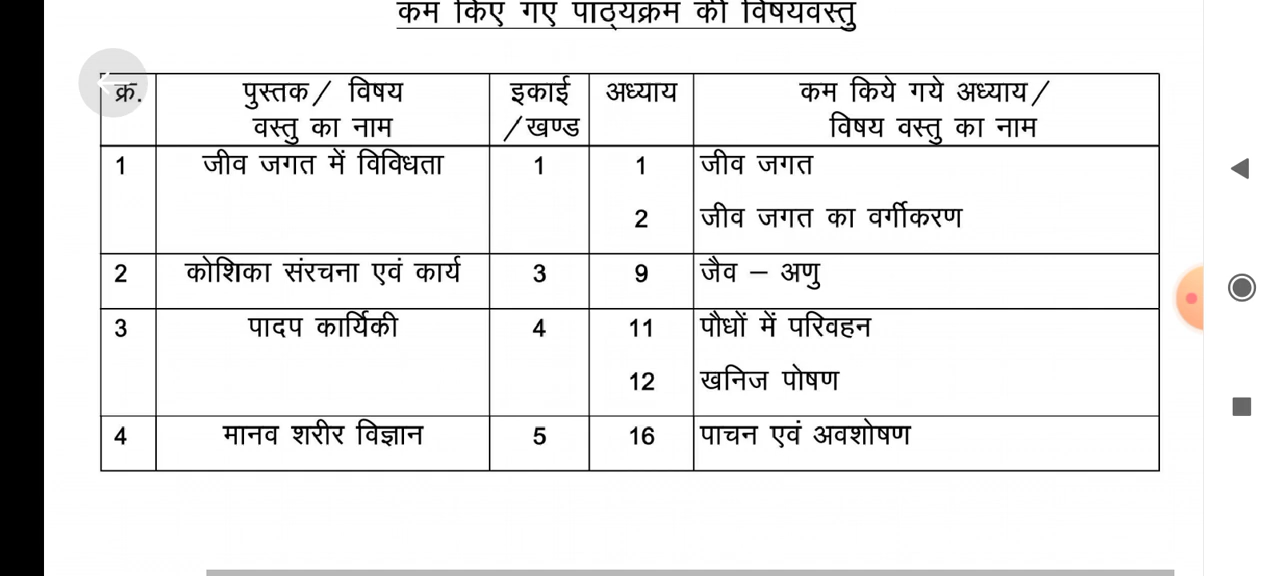 कम किए गए पाठ्यक्रम की विषयवस्तु
क्र. पुस्तक/ विषय वस्तु का नाम इकाई /खण्ड अध्याय कम किये गये अध्याय/ विषय वस्तु का नाम
1 जीव जगत में विविधता 1 1 जीव जगत
2 जीव जगत का वर्गीकरण
2 कोशिका संरचना एवं कार्य 3 9 जैव – अणु
3 पादप कार्यिकी 4 11 पौधों में परिवहन
12 खनिज पोषण
4 मानव शरीर विज्ञान 5 16 पाचन एवं अवशोषण